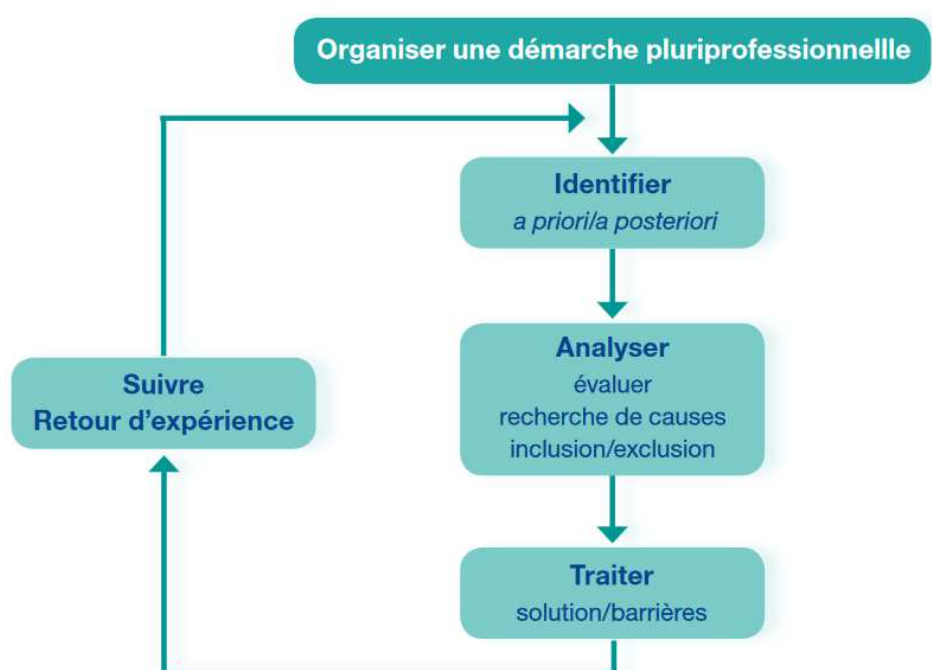 Organiser une démarche pluriprofessionnellle
Identifier
a priori/a posteriori
Analyser
évaluer
recherche de causes
inclusion/exclusion
Suivre
Retour d’expérience
Traiter
solution/barrières